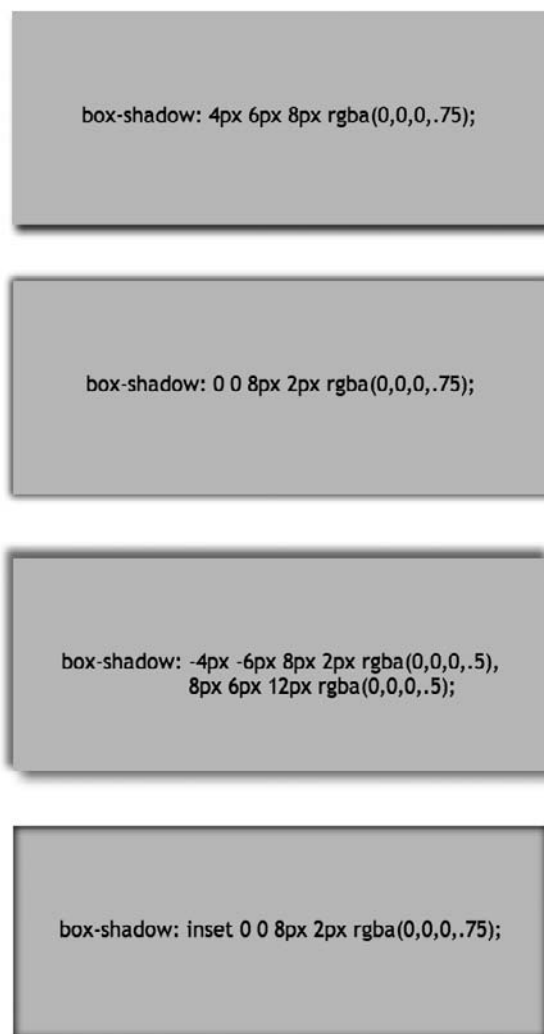 box-shadow: 4px 6px 8px rgba(0,0,0,.75);
box-shadow: 0 0 8px 2px rgba(0,0,0,.75);
box-shadow: -4px -6px 8px 2px rgba(0,0,0,.5),
8px 6px 12px rgba(0,0,0,.5);
box-shadow: inset 0 0 8px 2px rgba(0,0,0,.75);